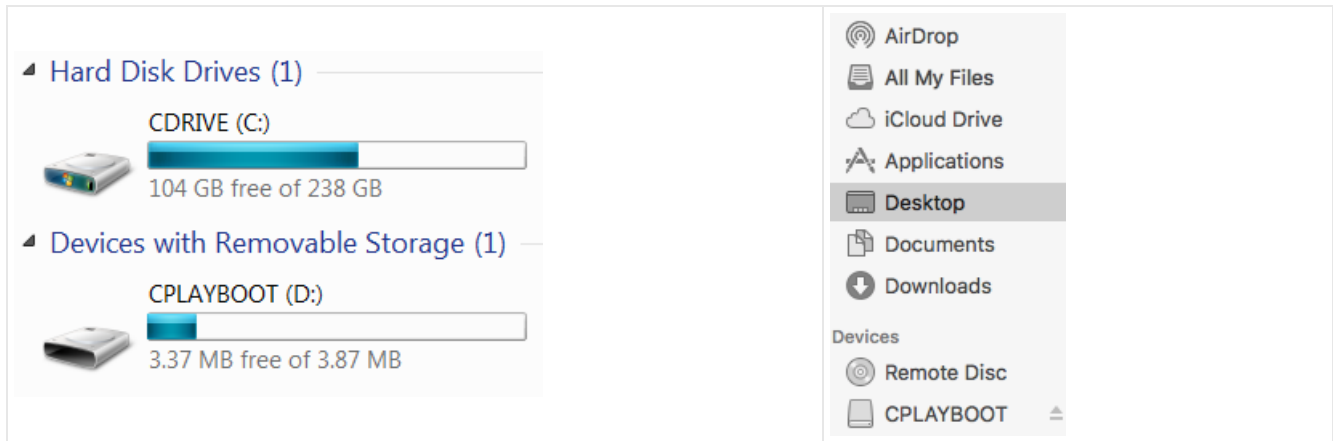 Hard Disk Drives (1)
CDRIVE (C:)
104 GB free of 238 GB
Devices with Removable Storage (1)
CPLAYBOOT (D:)
3.37 MB free of 3.87 MB
AirDrop
All My Files
iCloud Drive
Applications
Desktop
Documents
Downloads
Devices
Remote Disc
CPLAYBOOT